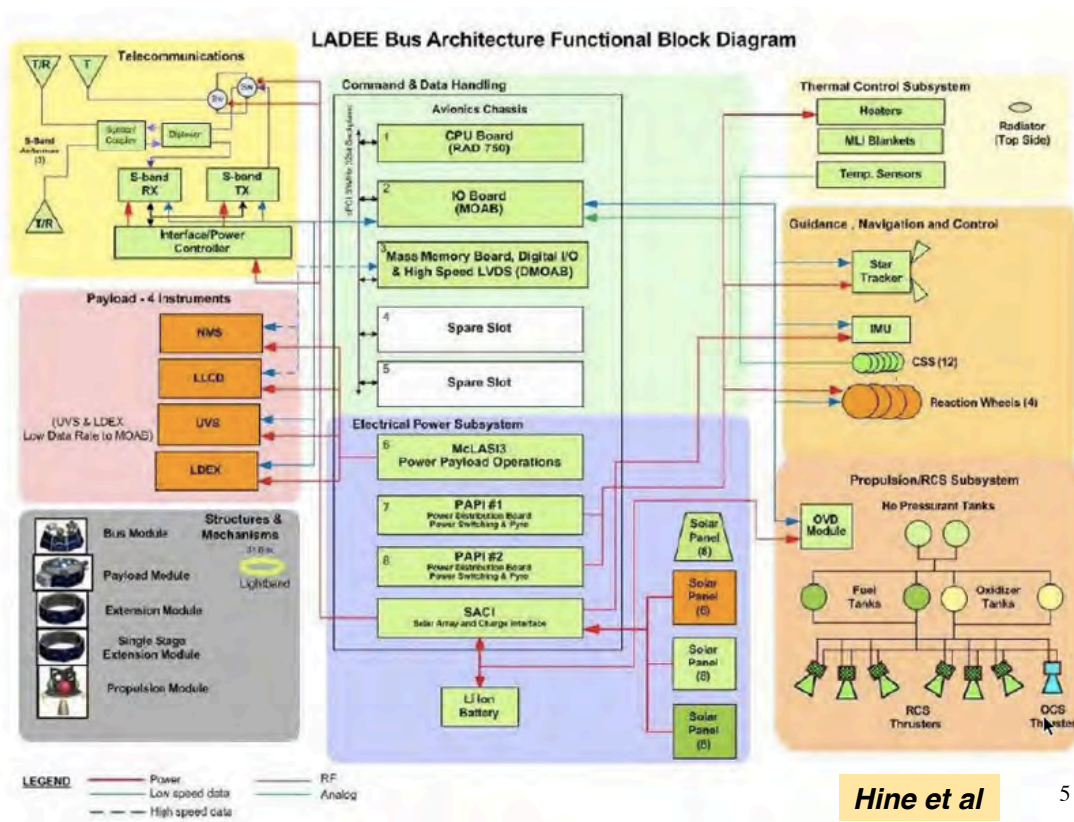 LADEE Bus Architecture Functional Block Diagram
Telecommunications
T/R
T
Sw
Sw
S-Band
(3)
Coupler
Diplexer
S-band
RX
S-band
TX
T/R
Interface/Power
Controller
Payload - 4 Instruments
NMS
LLCD
UVS
LDEX
(UVS & LDEX
Low Data Rate to MOAB)
Structures &
Mechanisms
Lightband
Bus Module
Payload Module
Extension Module
Single Stage
Extension Module
Propulsion Module
Command & Data Handling
Avionics Chassis
1
CPU Board
(RAD 750)
2
IO Board
(MOAB)
3
Mass Memory Board, Digital I/O
& High Speed LVDS (DMOAB)
4
Spare Slot
5
Spare Slot
Electrical Power Subsystem
6
McLASI3
Power Payload Operations
7
PAPI #1
Power Distribution Board
Power Switching & Pyro
8
PAPI #2
Power Distribution Board
Power Switching & Pyro
SACI
Solar Array and Charge Interface
Li Ion
Battery
Solar
Panel
Solar
Panel
Solar
Panel
(8)
Solar
Panel
Thermal Control Subsystem
Heaters
MLI Blankets
Temp. Sensors
Radiator
(Top Side)
Guidance , Navigation and Control
Star
Tracker
IMU
CSS (12)
Reaction Wheels (4)
Propulsion/RCS Subsystem
He Pressurant Tanks
OVD
Module
Fuel
Tanks
Oxidizer
Tanks
RCS
Thrusters
OCS
Thruster
LEGEND
Power
Low speed data
High speed data
RF
Analog
Hine et al
5